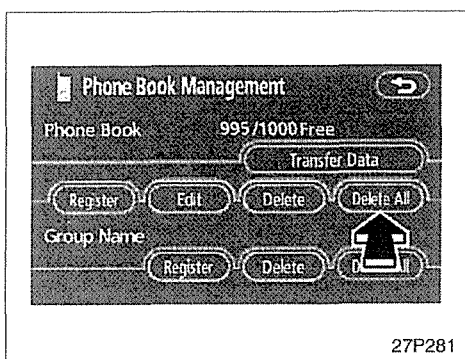 Phone Book Management
Phone Book 995/1000 Free
Transfer Data
Register Edit Delete Delete All
Group Name
Register Delete
27P281